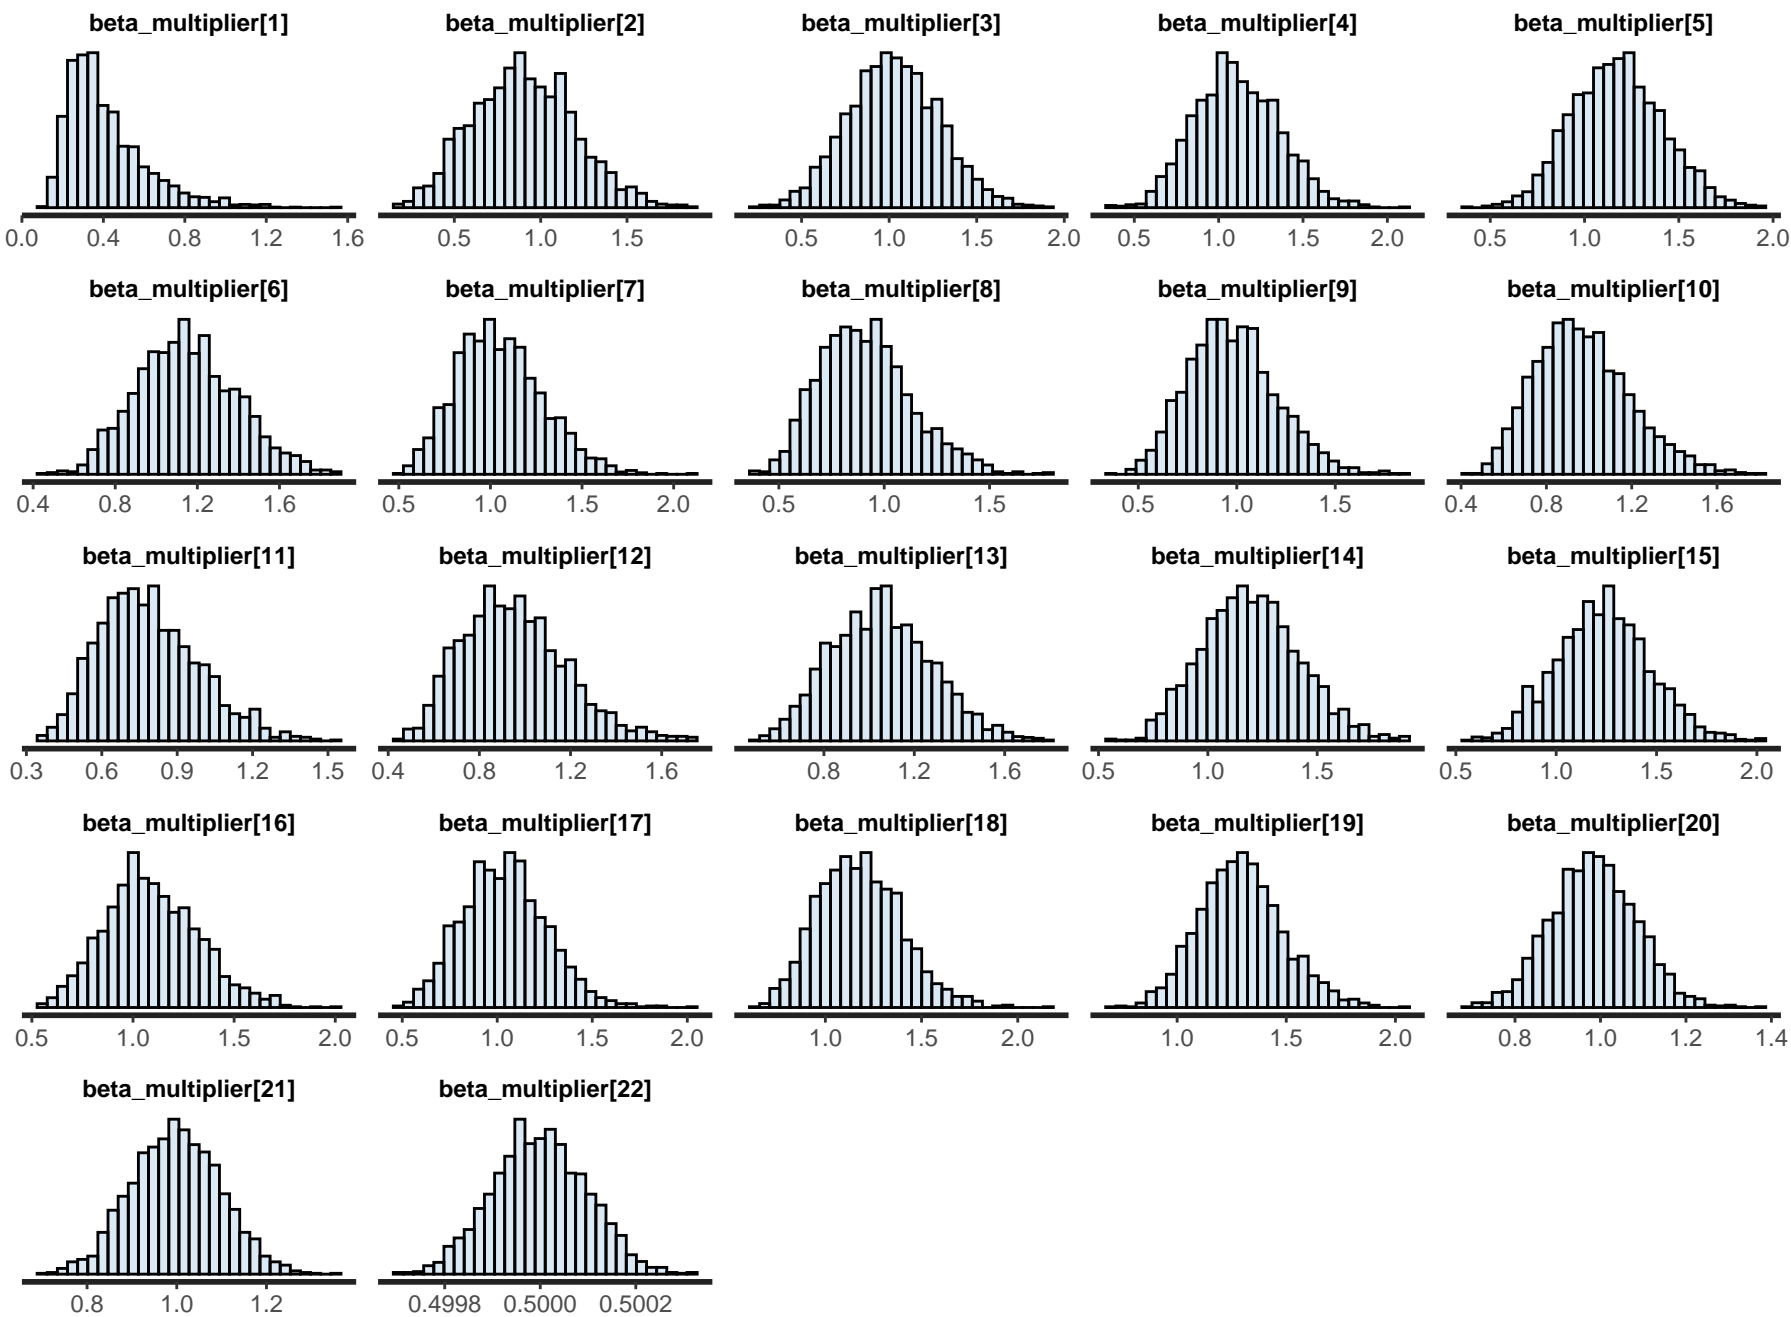 beta_multiplier[1] beta_multiplier[2] beta_multiplier[3] beta_multiplier[4] beta_multiplier[5]
0.0 0.4 0.8 1.2 1.6 0.5 1.0 1.5 0.5 1.0 1.5 2.0 0.5 1.0 1.5 2.0 0.5 1.0 1.5 2.0
beta_multiplier[6] beta_multiplier[7] beta_multiplier[8] beta_multiplier[9] beta_multiplier[10]
0.4 0.8 1.2 1.6 0.5 1.0 1.5 2.0 0.5 1.0 1.5 0.5 1.0 1.5 0.4 0.8 1.2 1.6
beta_multiplier[11] beta_multiplier[12] beta_multiplier[13] beta_multiplier[14] beta_multiplier[15]
0.3 0.6 0.9 1.2 1.5 0.4 0.8 1.2 1.6 0.8 1.2 1.6 0.5 1.0 1.5 0.5 1.0 1.5 2.0
beta_multiplier[16] beta_multiplier[17] beta_multiplier[18] beta_multiplier[19] beta_multiplier[20]
0.5 1.0 1.5 2.0 0.5 1.0 1.5 2.0 1.0 1.5 2.0 1.0 1.5 2.0 0.8 1.0 1.2 1.4
beta_multiplier[21] beta_multiplier[22]
0.8 1.0 1.2 0.4998 0.5000 0.5002